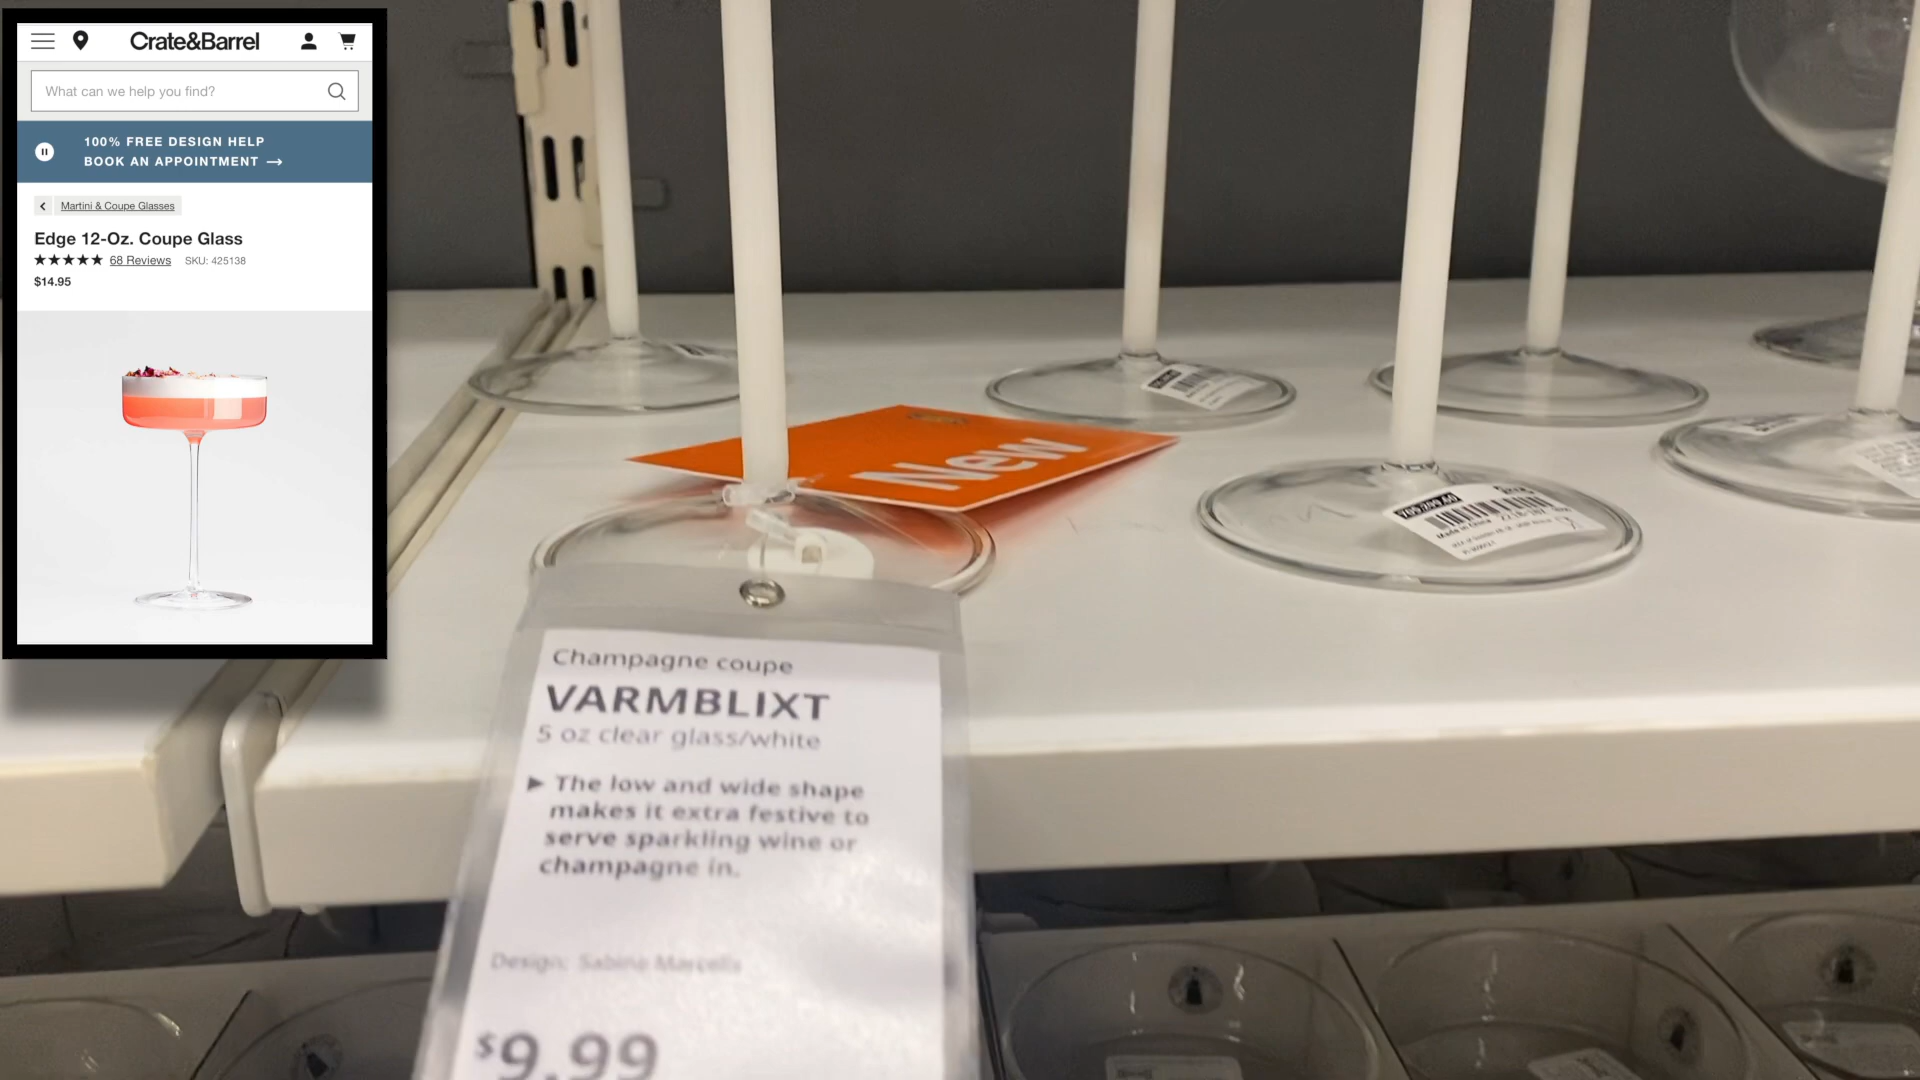 Crate&Barrel
What can we help you find?
100% FREE DESIGN HELP
BOOK AN APPOINTMENT →
Martini & Coupe Glasses
Edge 12-Oz. Coupe Glass
★★★★★ 68 Reviews SKU: 425138
$14.95
New
Champagne coupe
VARMBLIXT
5 oz clear glass/white
► The low and wide shape
makes it extra festive to
serve sparkling wine or
champagne in.
Design: Sabine Marcelis
$9.99
Made in China